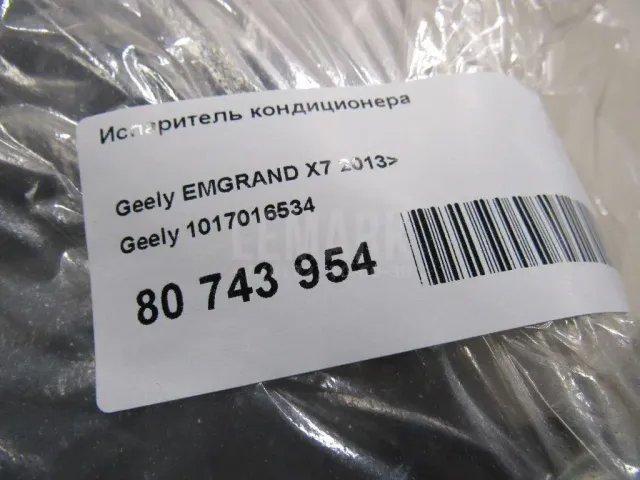 Испаритель кондиционера
Geely EMGRAND X7 2013>
Geely 1017016534
80 743 954